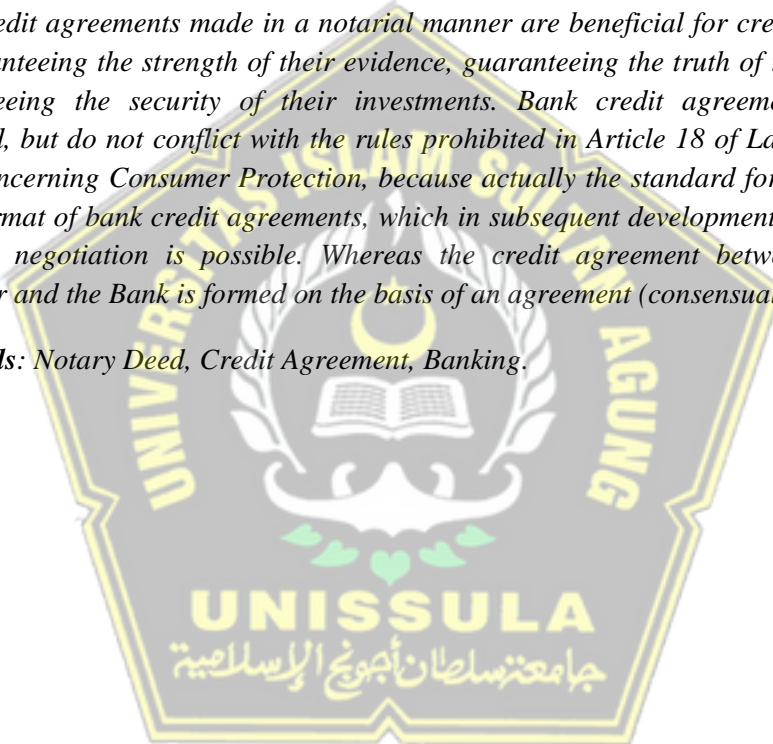 edit agreements made in a notarial manner are beneficial for cre
nteeing the strength of their evidence, guaranteeing the truth of
eeing the security of their investments. Bank credit agreeme
d, but do not conflict with the rules prohibited in Article 18 of La
ncerning Consumer Protection, because actually the standard for
rmat of bank credit agreements, which in subsequent development
negotiation is possible. Whereas the credit agreement betw
r and the Bank is formed on the basis of an agreement (consensual
ds: Notary Deed, Credit Agreement, Banking.
UNIVERSITAS ISLAM SULTAN AGUNG
UNISSULA
جامعة سلطان أجونج الإسلامية